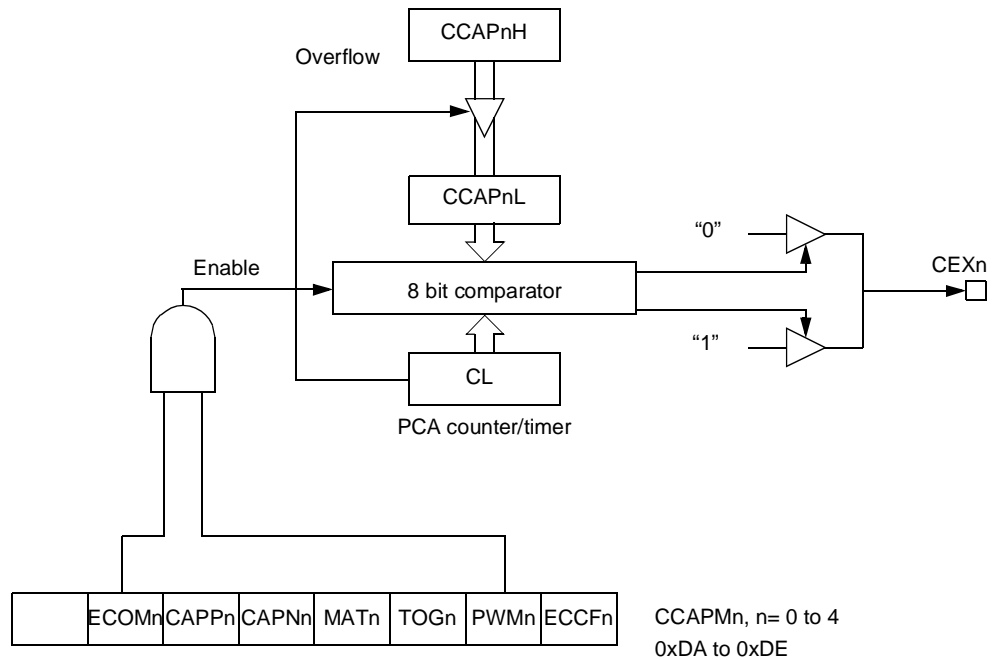 CCAPnH
Overflow
CCAPnL
“0”
Enable
CEXn
8 bit comparator
“1”
CL
PCA counter/timer
ECOMn CAPPn CAPNn MATn TOGn PWMn ECCFn
CCAPMn, n= 0 to 4
0xDA to 0xDE